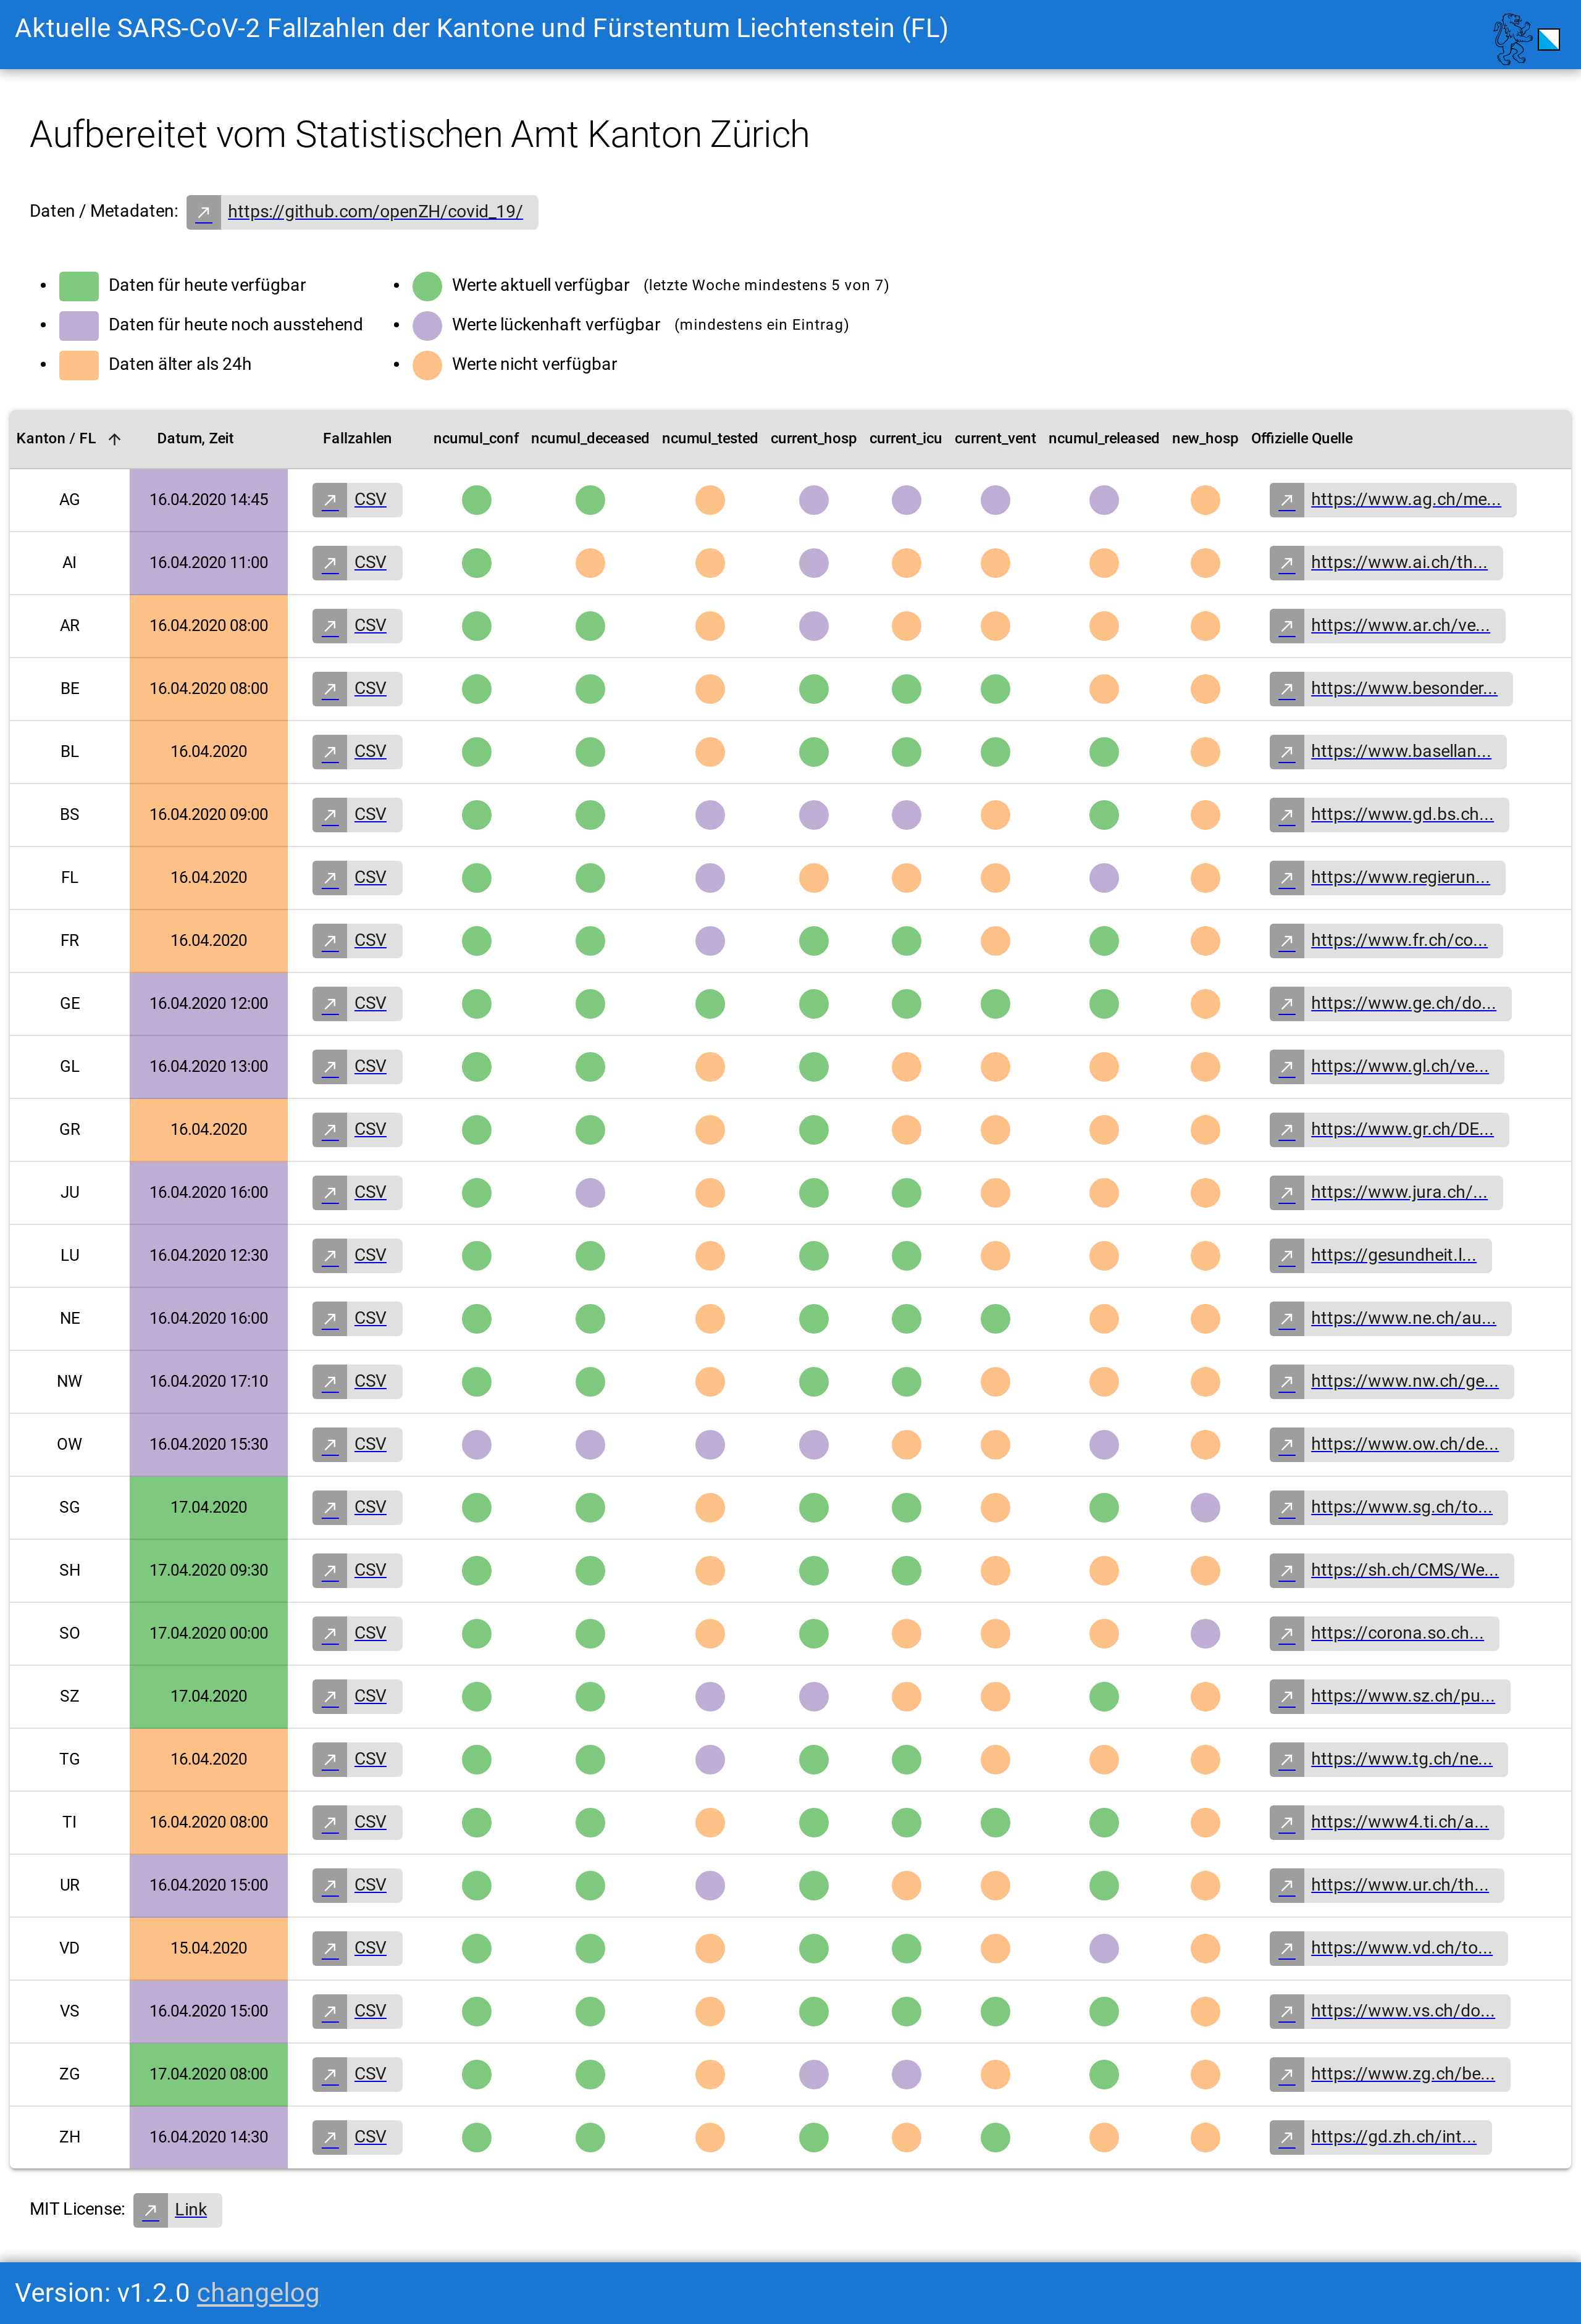 Aktuelle SARS-CoV-2 Fallzahlen der Kantone und Fürstentum Liechtenstein (FL)
Aufbereitet vom Statistischen Amt Kanton Zürich
Daten / Metadaten: https://github.com/openZH/covid_19/
Daten für heute verfügbar
Daten für heute noch ausstehend
Daten älter als 24h
Werte aktuell verfügbar (letzte Woche mindestens 5 von 7)
Werte lückenhaft verfügbar (mindestens ein Eintrag)
Werte nicht verfügbar
Kanton / FL Datum, Zeit Fallzahlen ncumul_conf ncumul_deceased ncumul_tested current_hosp current_icu current_vent ncumul_released new_hosp Offizielle Quelle
AG 16.04.2020 14:45 CSV https://www.ag.ch/me...
AI 16.04.2020 11:00 CSV https://www.ai.ch/th...
AR 16.04.2020 08:00 CSV https://www.ar.ch/ve...
BE 16.04.2020 08:00 CSV https://www.besonder...
BL 16.04.2020 CSV https://www.basellan...
BS 16.04.2020 09:00 CSV https://www.gd.bs.ch...
FL 16.04.2020 CSV https://www.regierun...
FR 16.04.2020 CSV https://www.fr.ch/co...
GE 16.04.2020 12:00 CSV https://www.ge.ch/do...
GL 16.04.2020 13:00 CSV https://www.gl.ch/ve...
GR 16.04.2020 CSV https://www.gr.ch/DE...
JU 16.04.2020 16:00 CSV https://www.jura.ch/...
LU 16.04.2020 12:30 CSV https://gesundheit.l...
NE 16.04.2020 16:00 CSV https://www.ne.ch/au...
NW 16.04.2020 17:10 CSV https://www.nw.ch/ge...
OW 16.04.2020 15:30 CSV https://www.ow.ch/de...
SG 17.04.2020 CSV https://www.sg.ch/to...
SH 17.04.2020 09:30 CSV https://sh.ch/CMS/We...
SO 17.04.2020 00:00 CSV https://corona.so.ch...
SZ 17.04.2020 CSV https://www.sz.ch/pu...
TG 16.04.2020 CSV https://www.tg.ch/ne...
TI 16.04.2020 08:00 CSV https://www4.ti.ch/a...
UR 16.04.2020 15:00 CSV https://www.ur.ch/th...
VD 15.04.2020 CSV https://www.vd.ch/to...
VS 16.04.2020 15:00 CSV https://www.vs.ch/do...
ZG 17.04.2020 08:00 CSV https://www.zg.ch/be...
ZH 16.04.2020 14:30 CSV https://gd.zh.ch/int...
MIT License: Link
Version: v1.2.0 changelog